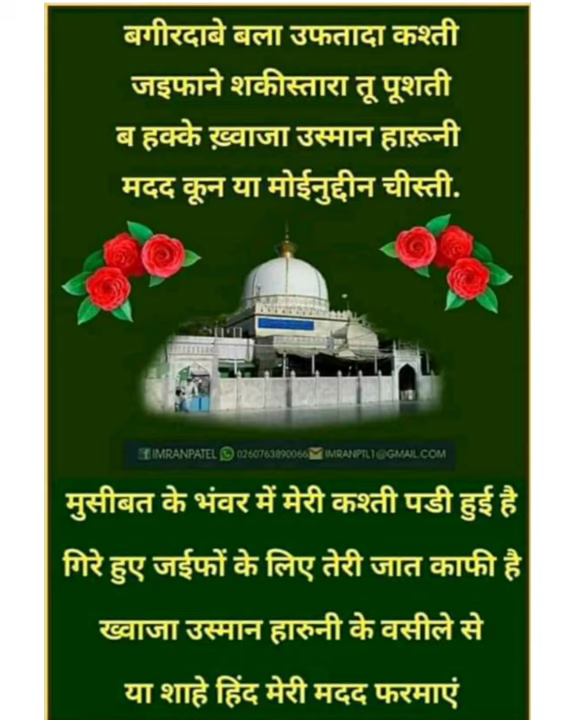 बगीरदाबे बला उफतादा कश्ती
जइफाने शकीस्तारा तू पूशती
ब हक्के ख़्वाजा उस्मान हाऱूनी
मदद कून या मोईनुद्दीन चीस्ती.
IMRANPATEL 0260763890066 IMRANPTL1@GMAIL.COM
मुसीबत के भंवर में मेरी कश्ती पडी हुई है
गिरे हुए जईफों के लिए तेरी जात काफी है
ख्वाजा उस्मान हारुनी के वसीले से
या शाहे हिंद मेरी मदद फरमाएं